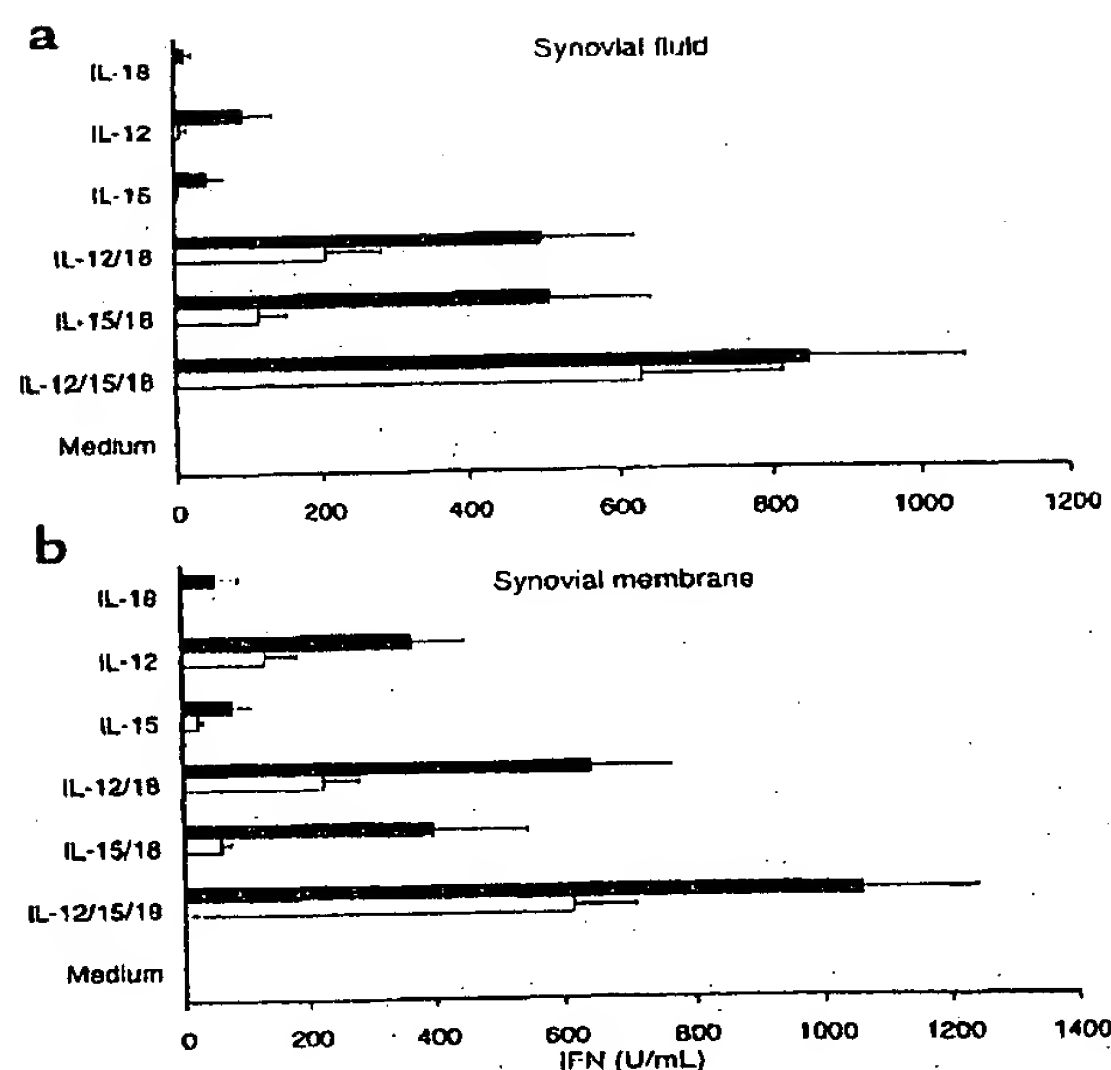 a
Synovial fluid
IL-18
IL-12
IL-15
IL-12/18
IL-15/18
IL-12/15/18
Medium
0 200 400 600 800 1000 1200
b
Synovial membrane
IL-18
IL-12
IL-15
IL-12/18
IL-15/18
IL-12/15/18
Medium
0 200 400 600 800 1000 1200 1400
IFN (U/mL)